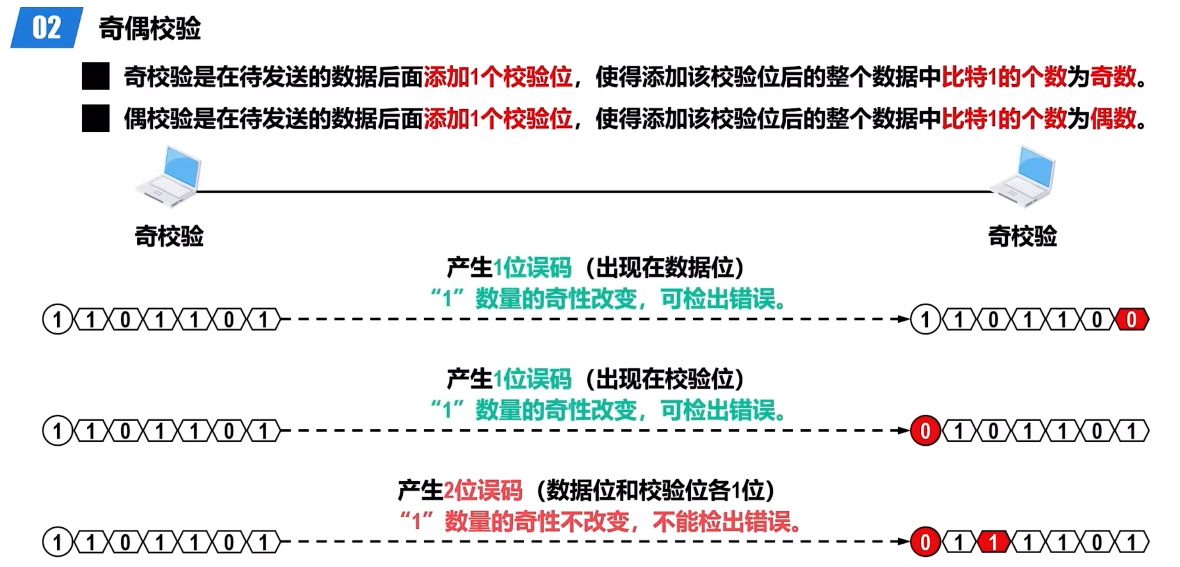 02 奇偶校验
奇校验是在待发送的数据后面添加1个校验位，使得添加该校验位后的整个数据中比特1的个数为奇数。
偶校验是在待发送的数据后面添加1个校验位，使得添加该校验位后的整个数据中比特1的个数为偶数。
奇校验 奇校验
产生1位误码（出现在数据位）
“1”数量的奇性改变，可检出错误。
1 1 0 1 1 0 1 1 1 0 1 1 0 0
产生1位误码（出现在校验位）
“1”数量的奇性改变，可检出错误。
1 1 0 1 1 0 1 0 1 0 1 1 0 1
产生2位误码（数据位和校验位各1位）
“1”数量的奇性不改变，不能检出错误。
1 1 0 1 1 0 1 0 1 1 1 1 0 1